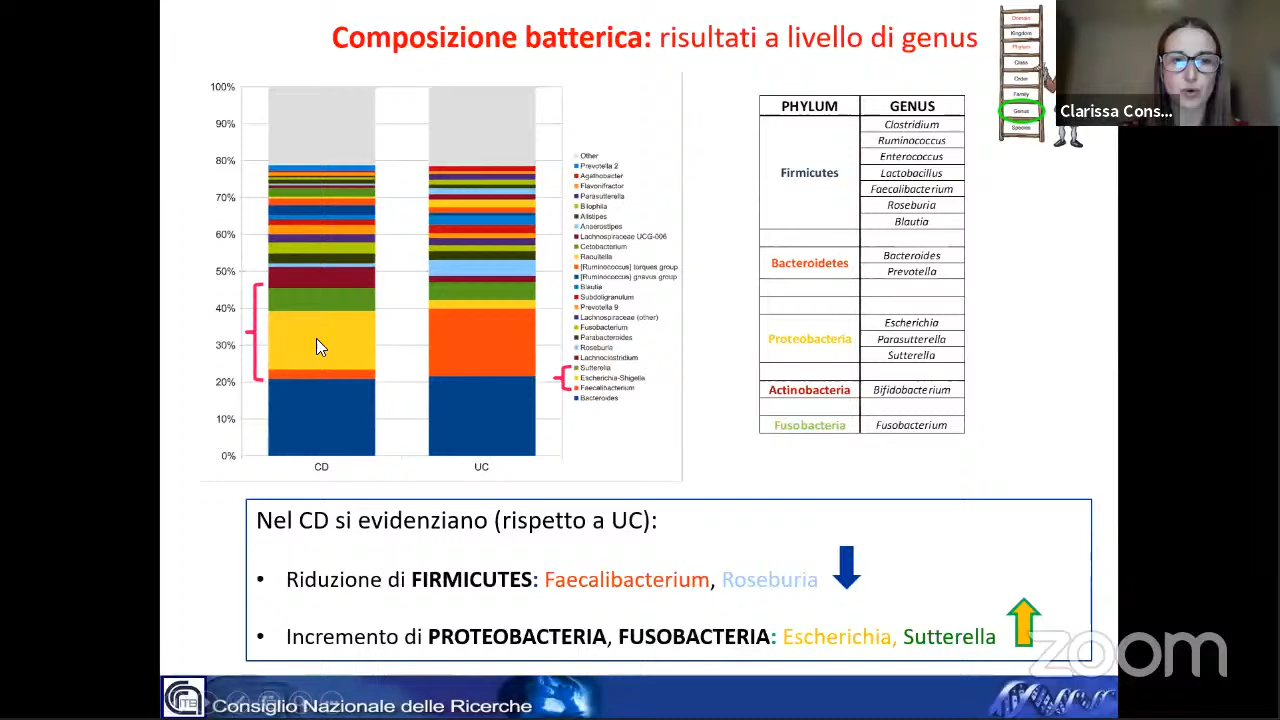 Composizione batterica: risultati a livello di genus
Domain
Kingdom
Phylum
Class
Order
Family
Genus
Species
Clarissa Cons...
100%
90%
80%
70%
60%
50%
40%
30%
20%
10%
0%
CD
UC
Other
Prevotella 2
Agathobacter
Flavonifractor
Parasutterella
Bilophila
Alistipes
Anaerostipes
Lachnospiraceae UCG-006
Cetobacterium
Raoultella
[Ruminococcus] torques group
[Ruminococcus] gnavus group
Blautia
Subdoligranulum
Prevotella 9
Lachnospiraceae (other)
Fusobacterium
Parabacteroides
Roseburia
Lachnoclostridium
Sutterella
Escherichia-Shigella
Faecalibacterium
Bacteroides
PHYLUM GENUS
Firmicutes
Clostridium
Ruminococcus
Enterococcus
Lactobacillus
Faecalibacterium
Roseburia
Blautia
Bacteroidetes
Bacteroides
Prevotella
Proteobacteria
Escherichia
Parasutterella
Sutterella
Actinobacteria Bifidobacterium
Fusobacteria Fusobacterium
Nel CD si evidenziano (rispetto a UC):
• Riduzione di FIRMICUTES: Faecalibacterium, Roseburia
• Incremento di PROTEOBACTERIA, FUSOBACTERIA: Escherichia, Sutterella
zoom
ITB
Consiglio Nazionale delle Ricerche